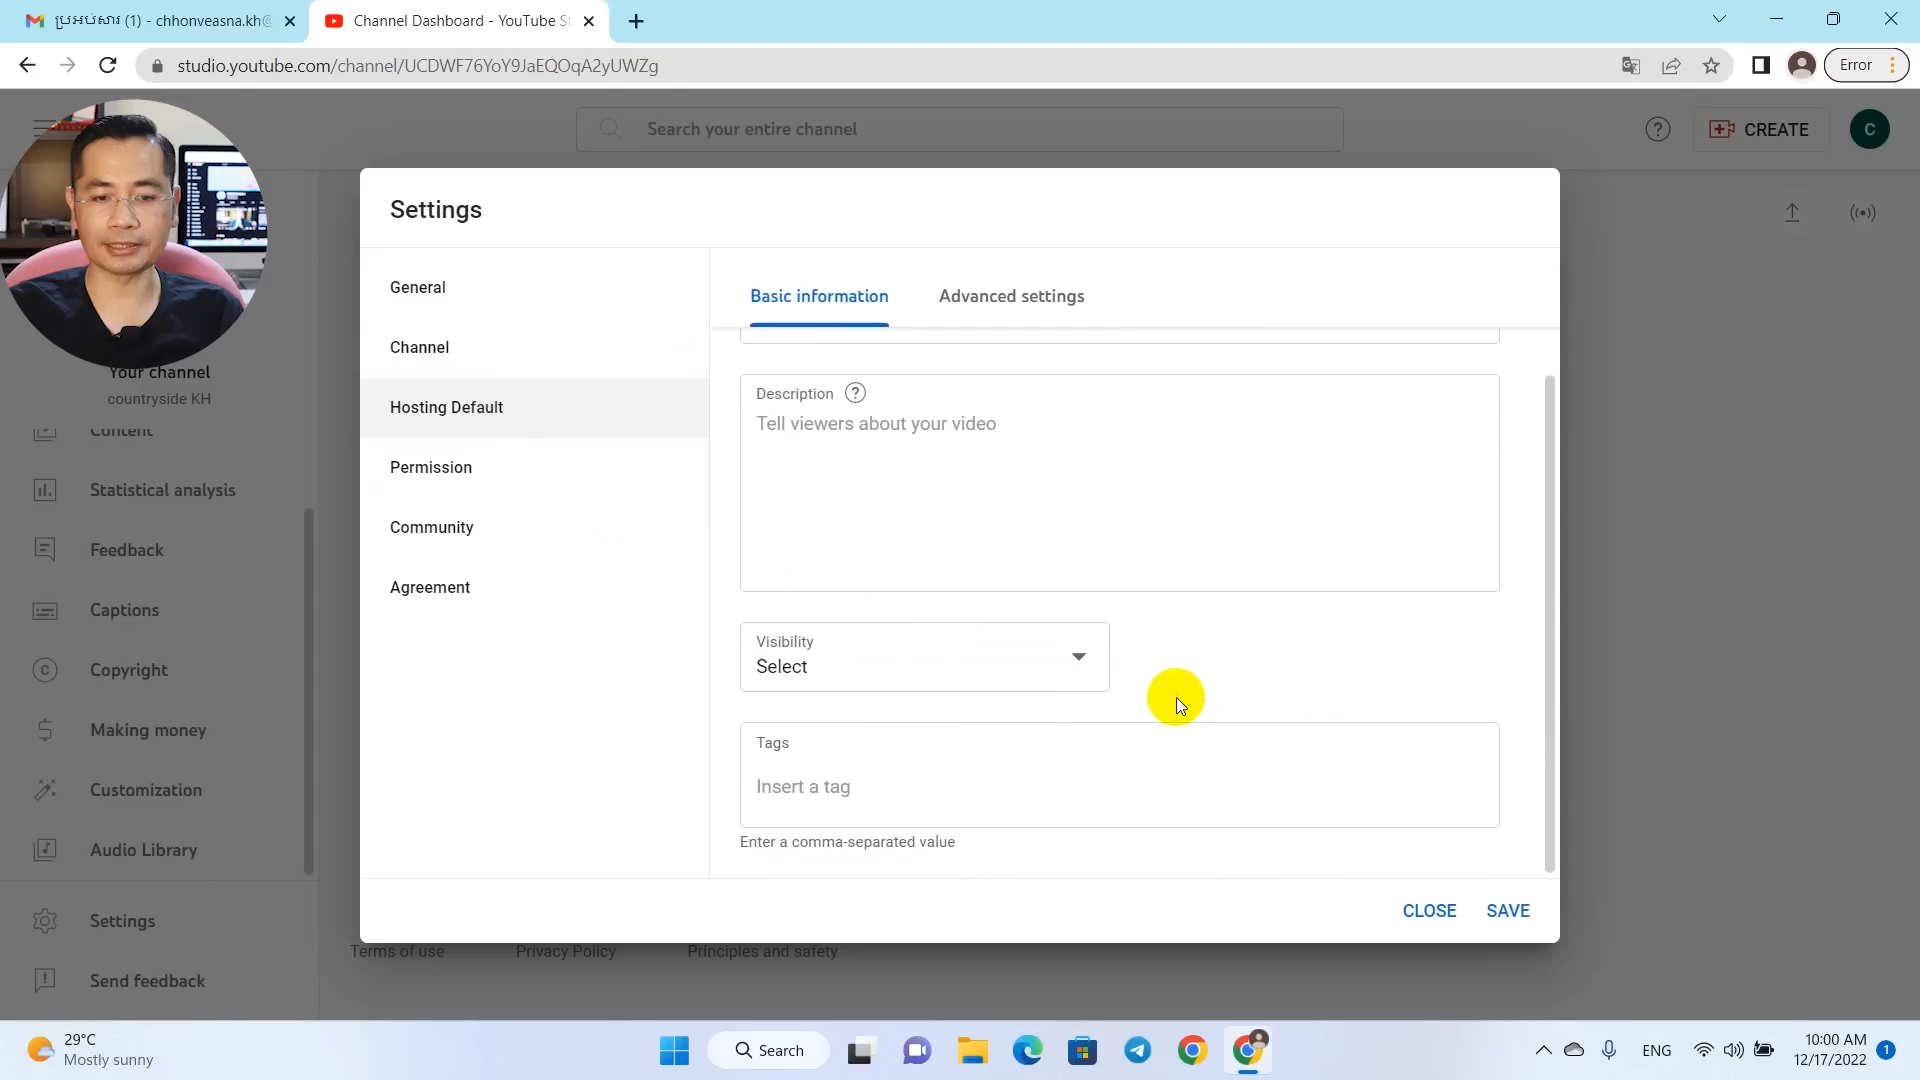 ប្រអប់សារ (1) - chhonveasna.kh@
Channel Dashboard - YouTube St
studio.youtube.com/channel/UCDWF76YoY9JaEQOqA2yUWZg
Error
Search your entire channel
CREATE
C
Settings
General
Channel
Hosting Default
Permission
Community
Agreement
Basic information
Advanced settings
Description
Tell viewers about your video
Visibility
Select
Tags
Insert a tag
Enter a comma-separated value
CLOSE
SAVE
Your channel
countryside KH
Content
Statistical analysis
Feedback
Captions
Copyright
Making money
Customization
Audio Library
Settings
Send feedback
Terms of use
Privacy Policy
Principles and safety
29°C
Mostly sunny
Search
ENG
10:00 AM
12/17/2022
1